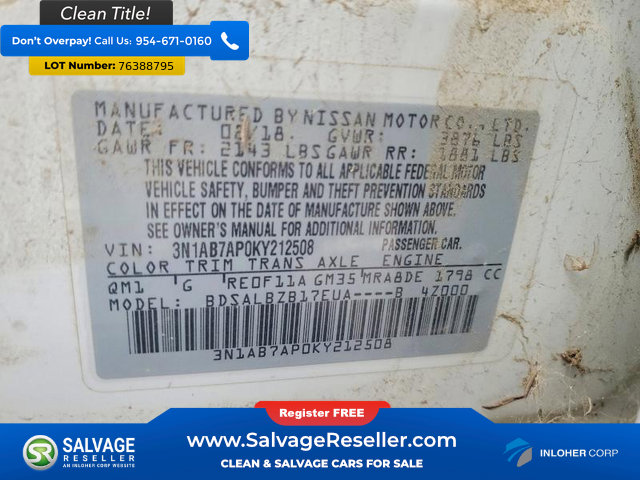 Clean Title!
Don't Overpay! Call Us: 954-671-0160
LOT Number: 76388795
MANUFACTURED BY NISSAN MOTOR CO., LTD.
DATE: 02/18 GVWR: 3876 LBS
GAWR FR: 2143 LBS GAWR RR: 1881 LBS
THIS VEHICLE CONFORMS TO ALL APPLICABLE FEDERAL MOTOR
VEHICLE SAFETY, BUMPER AND THEFT PREVENTION STANDARDS
IN EFFECT ON THE DATE OF MANUFACTURE SHOWN ABOVE.
SEE OWNER'S MANUAL FOR ADDITIONAL INFORMATION.
VIN: 3N1AB7AP0KY212508 PASSENGER CAR.
COLOR TRIM TRANS AXLE ENGINE
QM1 G RE0F11A GM35 MRA8DE 1798 CC
MODEL: BDSALBZB17EUA----B 4Z000
3N1AB7AP0KY212508
Register FREE
SALVAGE
RESELLER
AN INLOHER CORP WEBSITE
www.SalvageReseller.com
CLEAN & SALVAGE CARS FOR SALE
INLOHER CORP